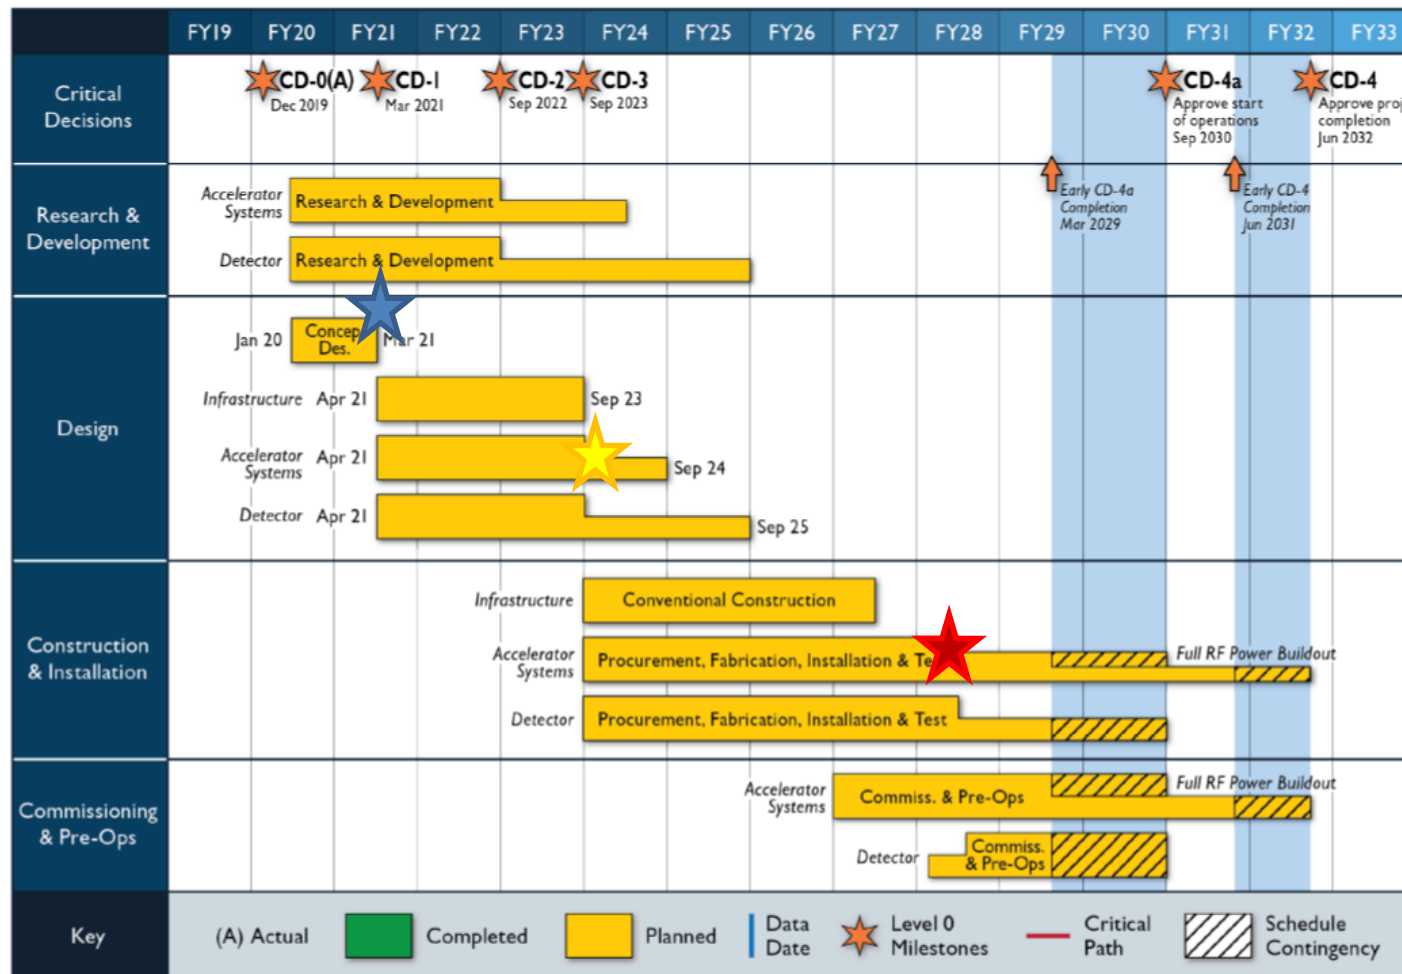 FY19 FY20 FY21 FY22 FY23 FY24 FY25 FY26 FY27 FY28 FY29 FY30 FY31 FY32 FY33
Critical
Decisions
CD-0(A)
Dec 2019
CD-1
Mar 2021
CD-2
Sep 2022
CD-3
Sep 2023
CD-4a
Approve start
of operations
Sep 2030
CD-4
Approve proj
completion
Jun 2032
Early CD-4a
Completion
Mar 2029
Early CD-4
Completion
Jun 2031
Research &
Development
Accelerator
Systems
Research & Development
Detector
Research & Development
Design
Jan 20
Concep
Des.
Mar 21
Infrastructure Apr 21
Sep 23
Accelerator
Systems
Apr 21
Sep 24
Detector Apr 21
Sep 25
Construction
& Installation
Infrastructure
Conventional Construction
Accelerator
Systems
Procurement, Fabrication, Installation & Te
Full RF Power Buildout
Detector
Procurement, Fabrication, Installation & Test
Commissioning
& Pre-Ops
Accelerator
Systems
Commiss. & Pre-Ops
Full RF Power Buildout
Detector
Commiss.
& Pre-Ops
Key
(A) Actual
Completed
Planned
Data
Date
Level 0
Milestones
Critical
Path
Schedule
Contingency